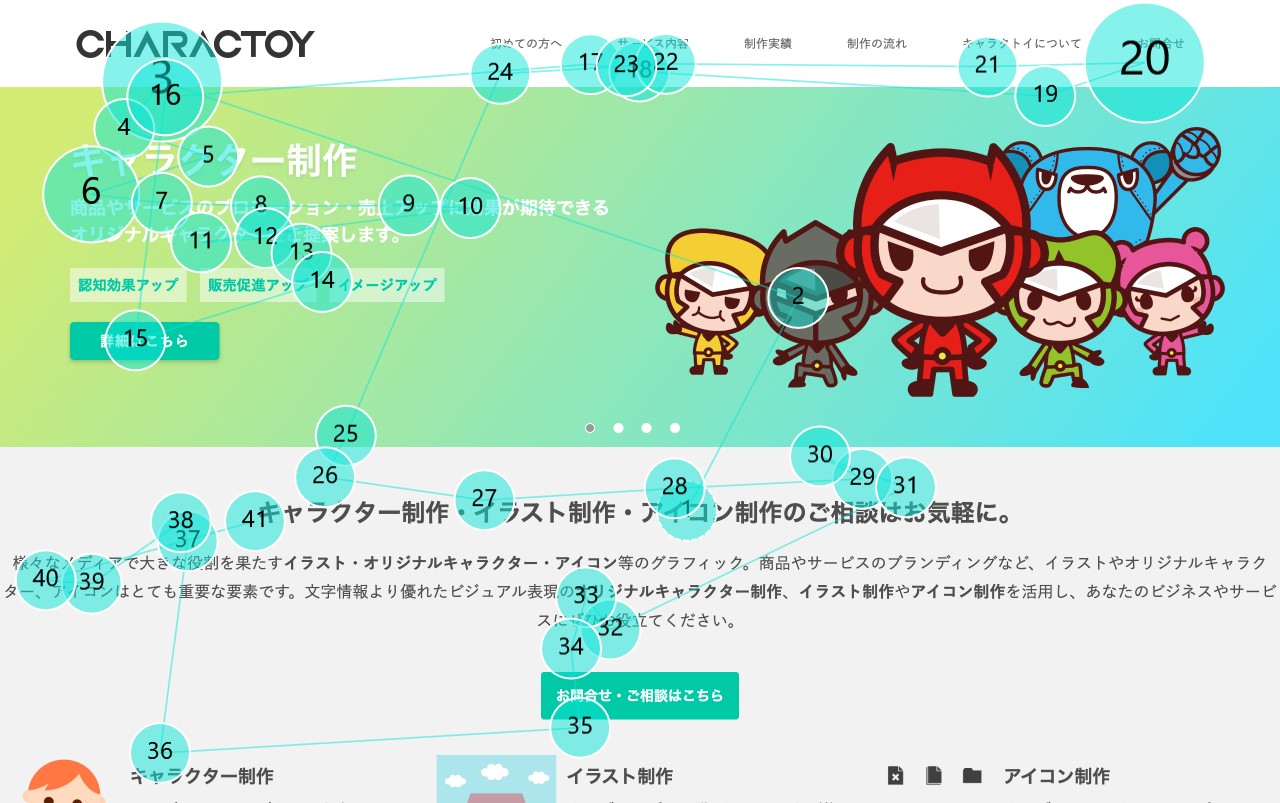 CHARACTOY
初めての方へ
サービス内容
制作実績
制作の流れ
キャラクトイについて
お問合せ
キャラクター制作
商品やサービスのプロモーション・売上アップに効果が期待できる
オリジナルキャラクターをご提案します。
認知効果アップ
販売促進アップ
イメージアップ
詳細はこちら
キャラクター制作・イラスト制作・アイコン制作のご相談はお気軽に。
様々なメディアで大きな役割を果たすイラスト・オリジナルキャラクター・アイコン等のグラフィック。商品やサービスのブランディングなど、イラストやオリジナルキャラク
ター、アイコンはとても重要な要素です。文字情報より優れたビジュアル表現のオリジナルキャラクター制作、イラスト制作やアイコン制作を活用し、あなたのビジネスやサービ
スにぜひお役立てください。
お問合せ・ご相談はこちら
キャラクター制作
イラスト制作
アイコン制作
1
2
3
4
5
6
7
8
9
10
11
12
13
14
15
16
17
18
19
20
21
22
23
24
25
26
27
28
29
30
31
32
33
34
35
36
37
38
39
40
41